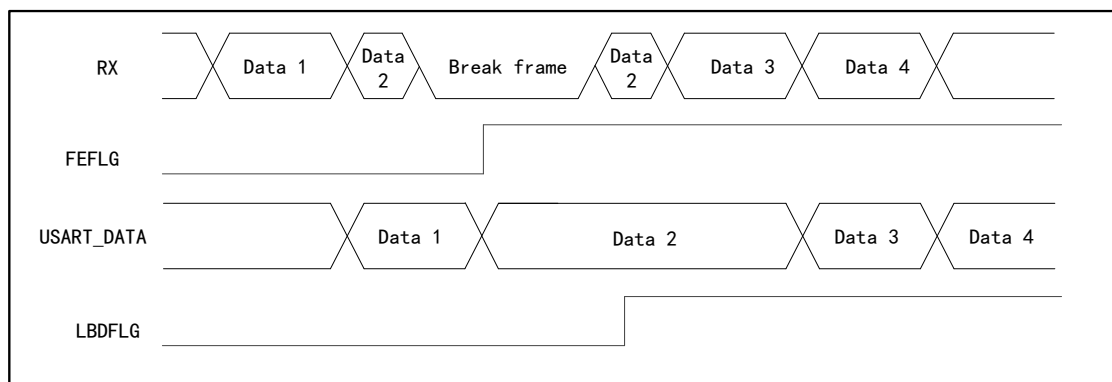 RX Data 1 Data 2 Break frame Data 2 Data 3 Data 4
FEFLG
USART_DATA Data 1 Data 2 Data 3 Data 4
LBDFLG